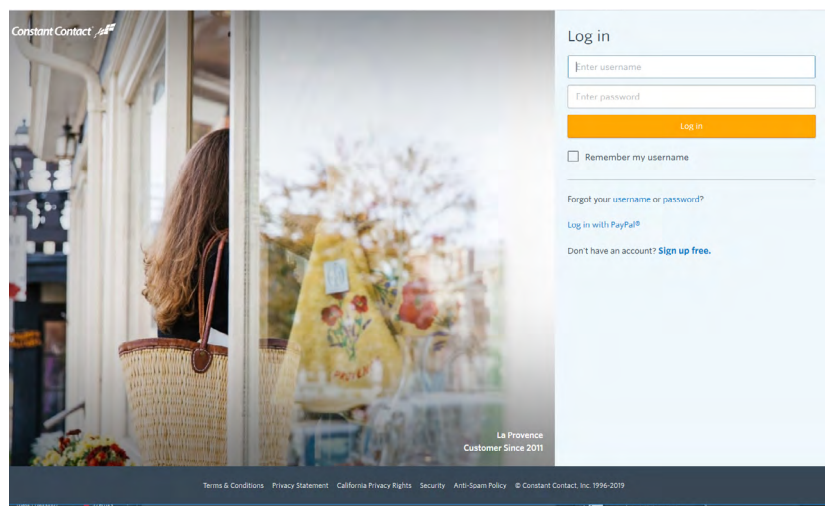 Constant Contact
Log in
Enter username
Enter password
Log in
Remember my username
Forgot your username or password?
Log in with PayPal®
Don't have an account? Sign up free.
La Provence
Customer Since 2011
Terms & Conditions Privacy Statement California Privacy Rights Security Anti-Spam Policy © Constant Contact, Inc. 1996-2019